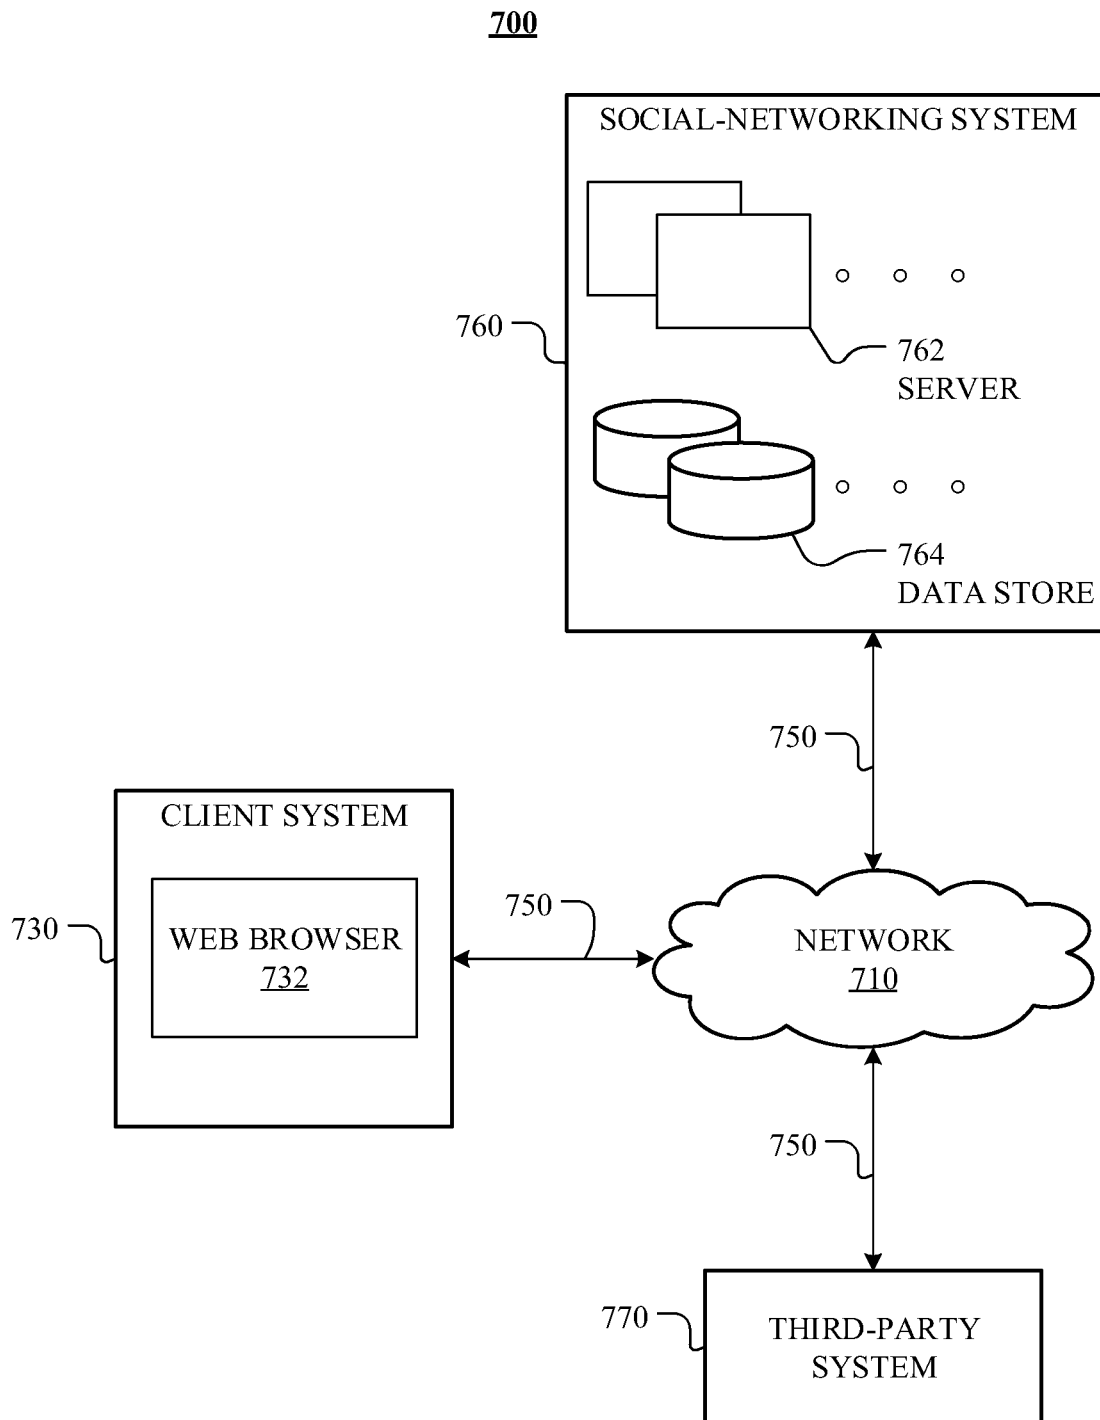 700
SOCIAL-NETWORKING SYSTEM
760
762
SERVER
764
DATA STORE
750
CLIENT SYSTEM
730
WEB BROWSER
732
750
NETWORK
710
750
770
THIRD-PARTY
SYSTEM